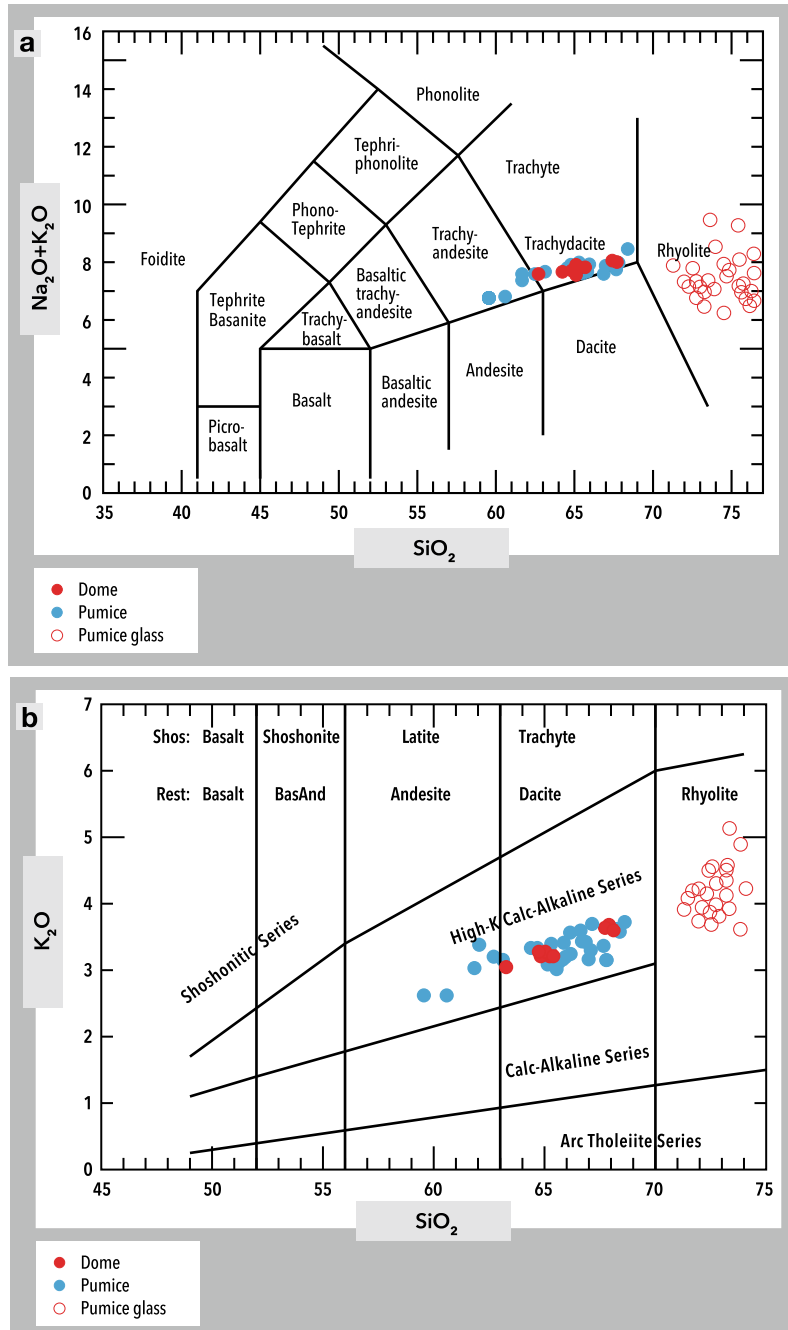 a
16
14
12
10
8
6
4
2
0
Na₂O+K₂O
Phonolite
Tephri-
phonolite
Trachyte
Phono-
Tephrite
Trachy-
andesite
Trachydacite
Rhyolite
Foidite
Basaltic
trachy-
andesite
Tephrite
Basanite
Trachy-
basalt
Dacite
Andesite
Basaltic
andesite
Basalt
Picro-
basalt
35 40 45 50 55 60 65 70 75
SiO₂
Dome
Pumice
Pumice glass
b
7
6
5
4
3
2
1
0
K₂O
Shos: Basalt Shoshonite Latite Trachyte
Rest: Basalt BasAnd Andesite Dacite Rhyolite
Shoshonitic Series
High-K Calc-Alkaline Series
Calc-Alkaline Series
Arc Tholeiite Series
45 50 55 60 65 70 75
SiO₂
Dome
Pumice
Pumice glass